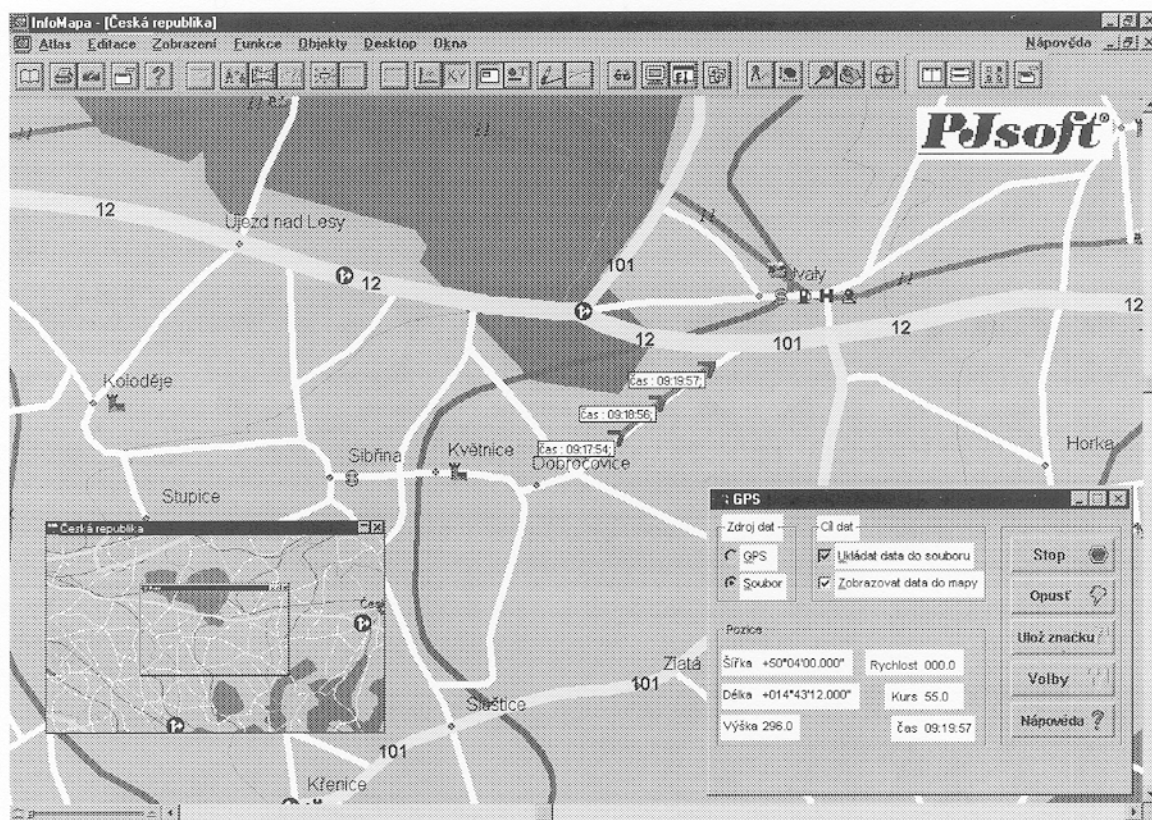 InfoMapa - [Česká republika]
Atlas Editace Zobrazení Funkce Objekty Desktop Okna Nápověda
PJsoft®
12
Újezd nad Lesy
101
12
12
12
101
12
čas : 09:19:57;
Koloděje
čas : 09:18:56;
čas : 09:17:54;
Horka
Sibřina
Květnice
Dobročovice
Stupice
Česká republika
GPS
Zdroj dat
GPS
Soubor
Cíl dat
Ukládat data do souboru
Zobrazovat data do mapy
Stop
Opusť
Ulož značku
Volby
Nápověda
Pozice
Šířka +50°04'00.000"
Rychlost 000.0
Délka +014°43'12.000"
Kurs 55.0
Výška 296.0
čas 09:19:57
Zlatá
101
Sluštice
101
Křenice